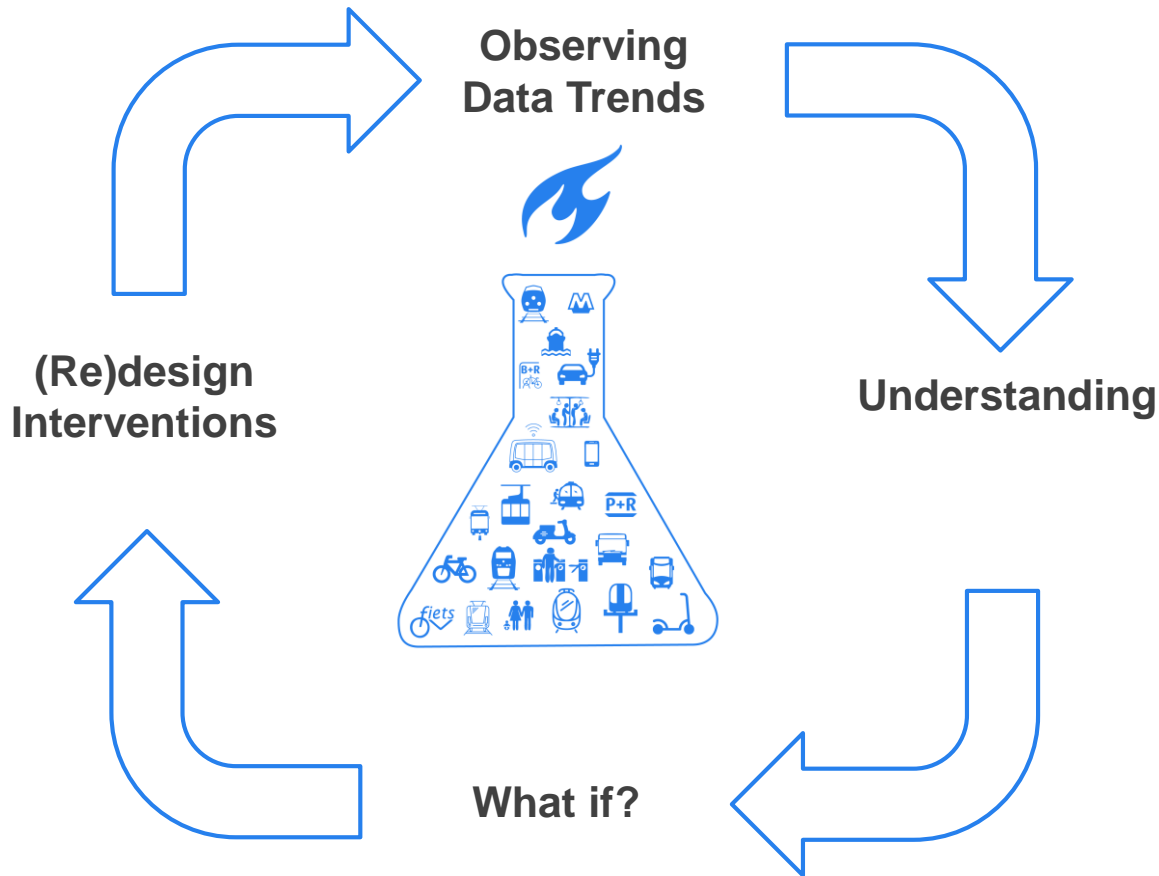 Observing
Data Trends
(Re)design
Interventions
Understanding
M
B+R
P+R
fiets
What if?